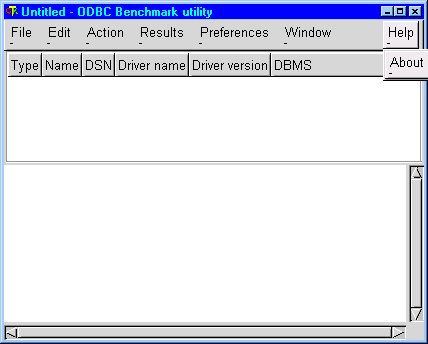 Untitled - ODBC Benchmark utility
File Edit Action Results Preferences Window Help
About
Type Name DSN Driver name Driver version DBMS